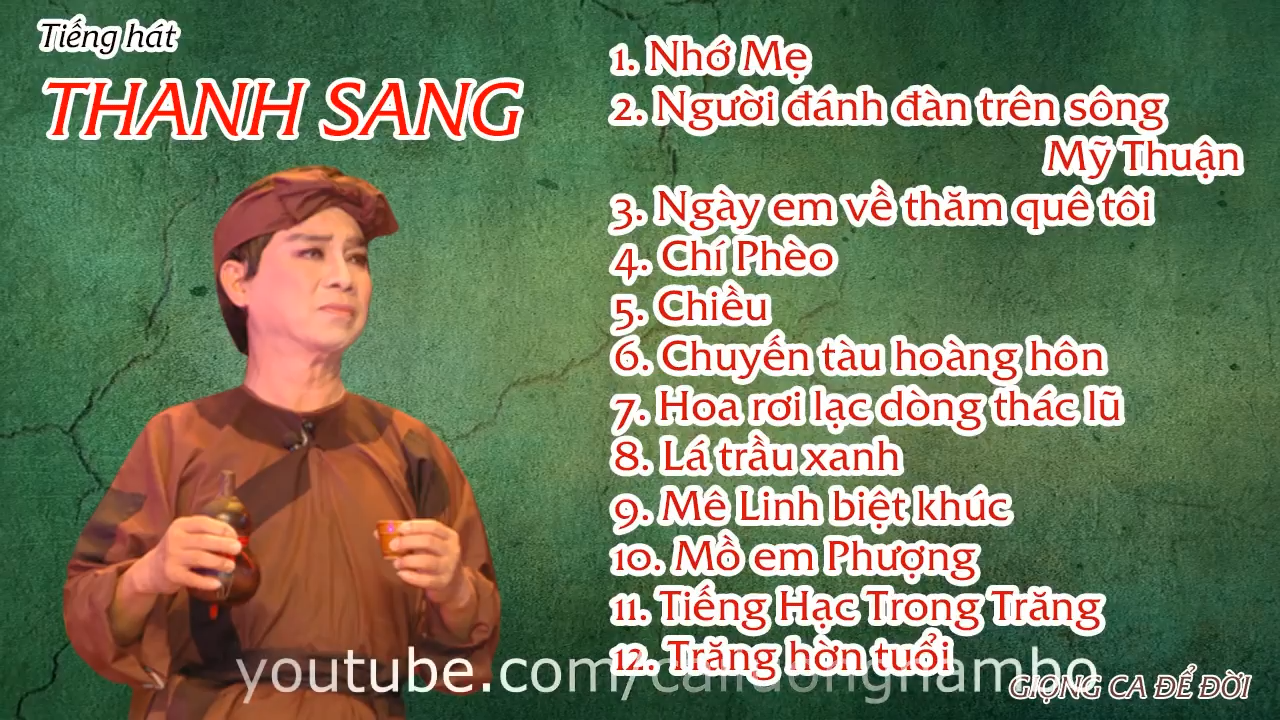 Tiếng hát
THANH SANG
1. Nhớ Mẹ
2. Người đánh đàn trên sông
Mỹ Thuận
3. Ngày em về thăm quê tôi
4. Chí Phèo
5. Chiều
6. Chuyến tàu hoàng hôn
7. Hoa rơi lạc dòng thác lũ
8. Lá trầu xanh
9. Mê Linh biệt khúc
10. Mồ em Phượng
11. Tiếng Hạc Trong Trăng
12. Trăng hờn tuổi
youtube.com/cailuongnambo
GIỌNG CA ĐỂ ĐỜI